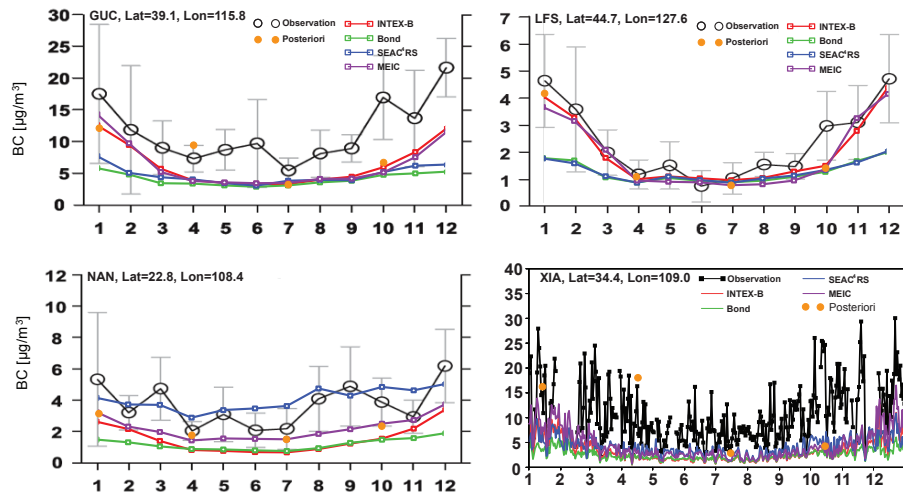 GUC, Lat=39.1, Lon=115.8
Observation
Posteriori
INTEX-B
Bond
SEAC⁴RS
MEIC
BC [μg/m³]
30
25
20
15
10
5
0
1 2 3 4 5 6 7 8 9 10 11 12
LFS, Lat=44.7, Lon=127.6
Observation
Posteriori
INTEX-B
Bond
SEAC⁴RS
MEIC
7
6
5
4
3
2
1
0
1 2 3 4 5 6 7 8 9 10 11 12
NAN, Lat=22.8, Lon=108.4
BC [μg/m³]
12
10
8
6
4
2
0
1 2 3 4 5 6 7 8 9 10 11 12
XIA, Lat=34.4, Lon=109.0
Observation
INTEX-B
Bond
SEAC⁴RS
MEIC
Posteriori
40
35
30
25
20
15
10
5
0
1 2 3 4 5 6 7 8 9 10 11 12